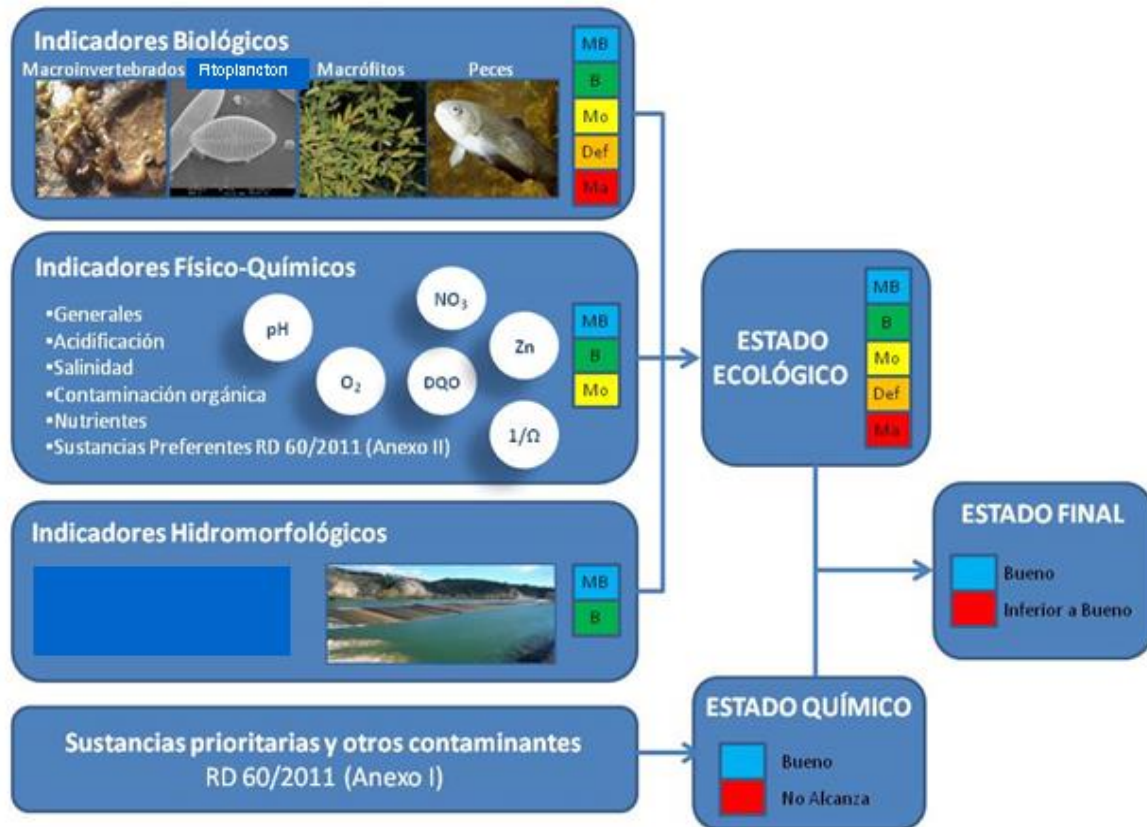 Indicadores Biológicos
Macroinvertebrados Fitoplancton Macrófitos Peces
MB
B
Mo
Def
Ma
Indicadores Físico-Químicos
•Generales
•Acidificación
•Salinidad
•Contaminación orgánica
•Nutrientes
•Sustancias Preferentes RD 60/2011 (Anexo II)
pH
NO₃
O₂
DQO
Zn
1/Ω
MB
B
Mo
Indicadores Hidromorfológicos
MB
B
Sustancias prioritarias y otros contaminantes
RD 60/2011 (Anexo I)
ESTADO
ECOLÓGICO
MB
B
Mo
Def
Ma
ESTADO QUÍMICO
Bueno
No Alcanza
ESTADO FINAL
Bueno
Inferior a Bueno